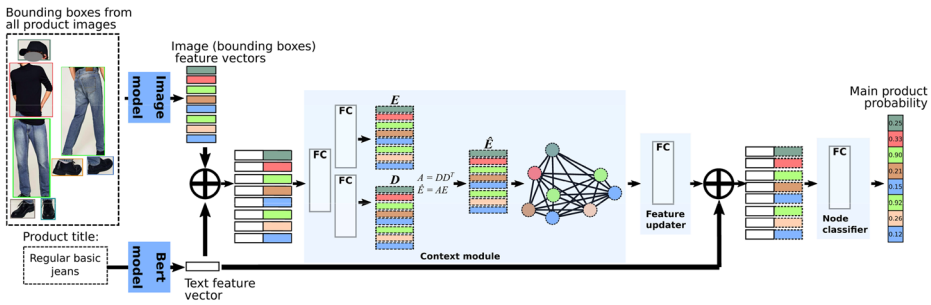 Bounding boxes from
all product images
Image
model
Image (bounding boxes)
feature vectors
Product title:
Regular basic
jeans
Bert
model
Text feature
vector
FC
FC
FC
E
D
A = DDᵀ
Ê = AE
Ê
Context module
FC
Feature
updater
FC
Node
classifier
Main product
probability
0.25
0.33
0.90
0.21
0.15
0.92
0.26
0.12